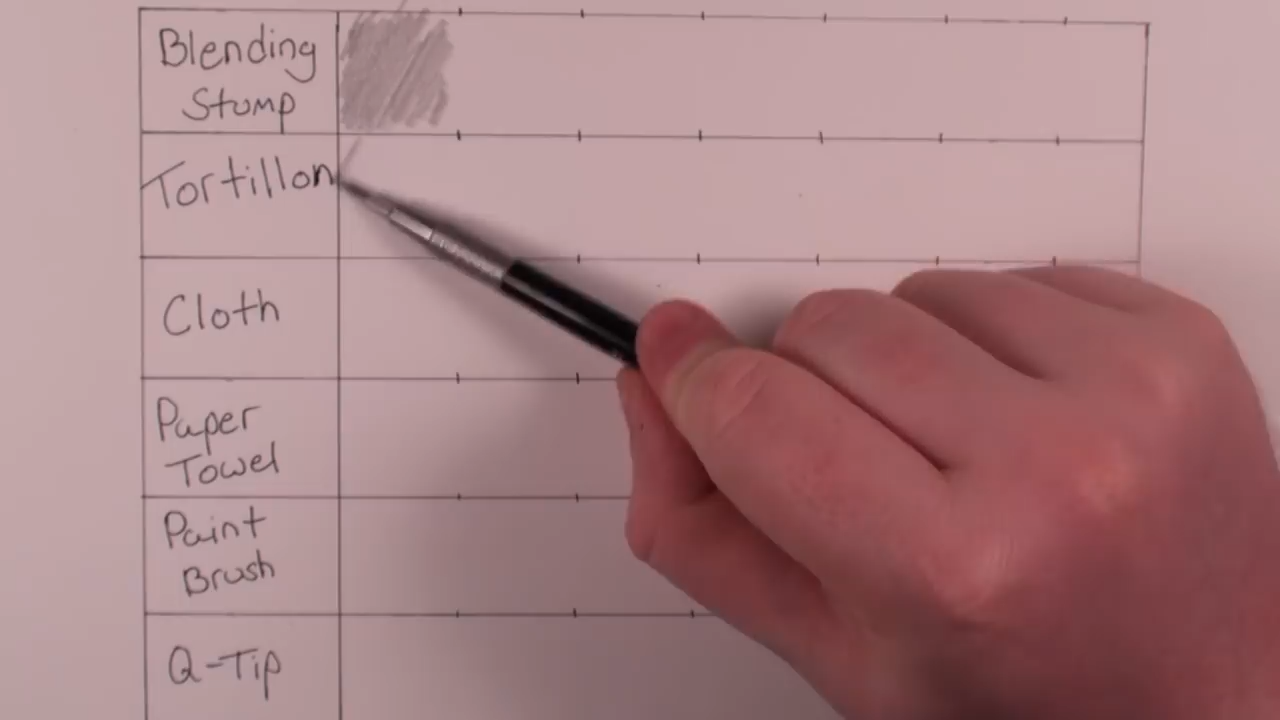 Blending
Stump
Tortillon
Cloth
Paper
Towel
Paint
Brush
Q-Tip